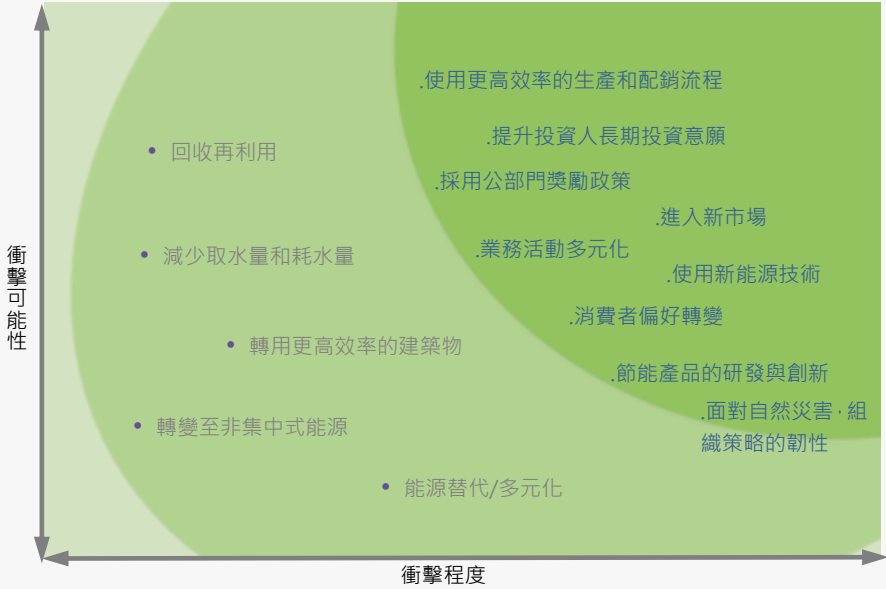 .使用更高效率的生產和配銷流程
.提升投資人長期投資意願
• 回收再利用
.採用公部門獎勵政策
.進入新市場
.業務活動多元化
• 減少取水量和耗水量
.使用新能源技術
衝擊可能性
.消費者偏好轉變
• 轉用更高效率的建築物
.節能產品的研發與創新
.面對自然災害·組
織策略的韌性
• 轉變至非集中式能源
• 能源替代/多元化
衝擊程度